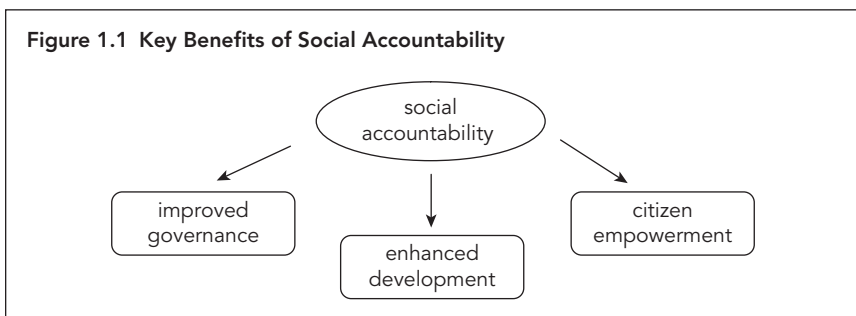 Figure 1.1 Key Benefits of Social Accountability
social
accountability
improved
governance
enhanced
development
citizen
empowerment